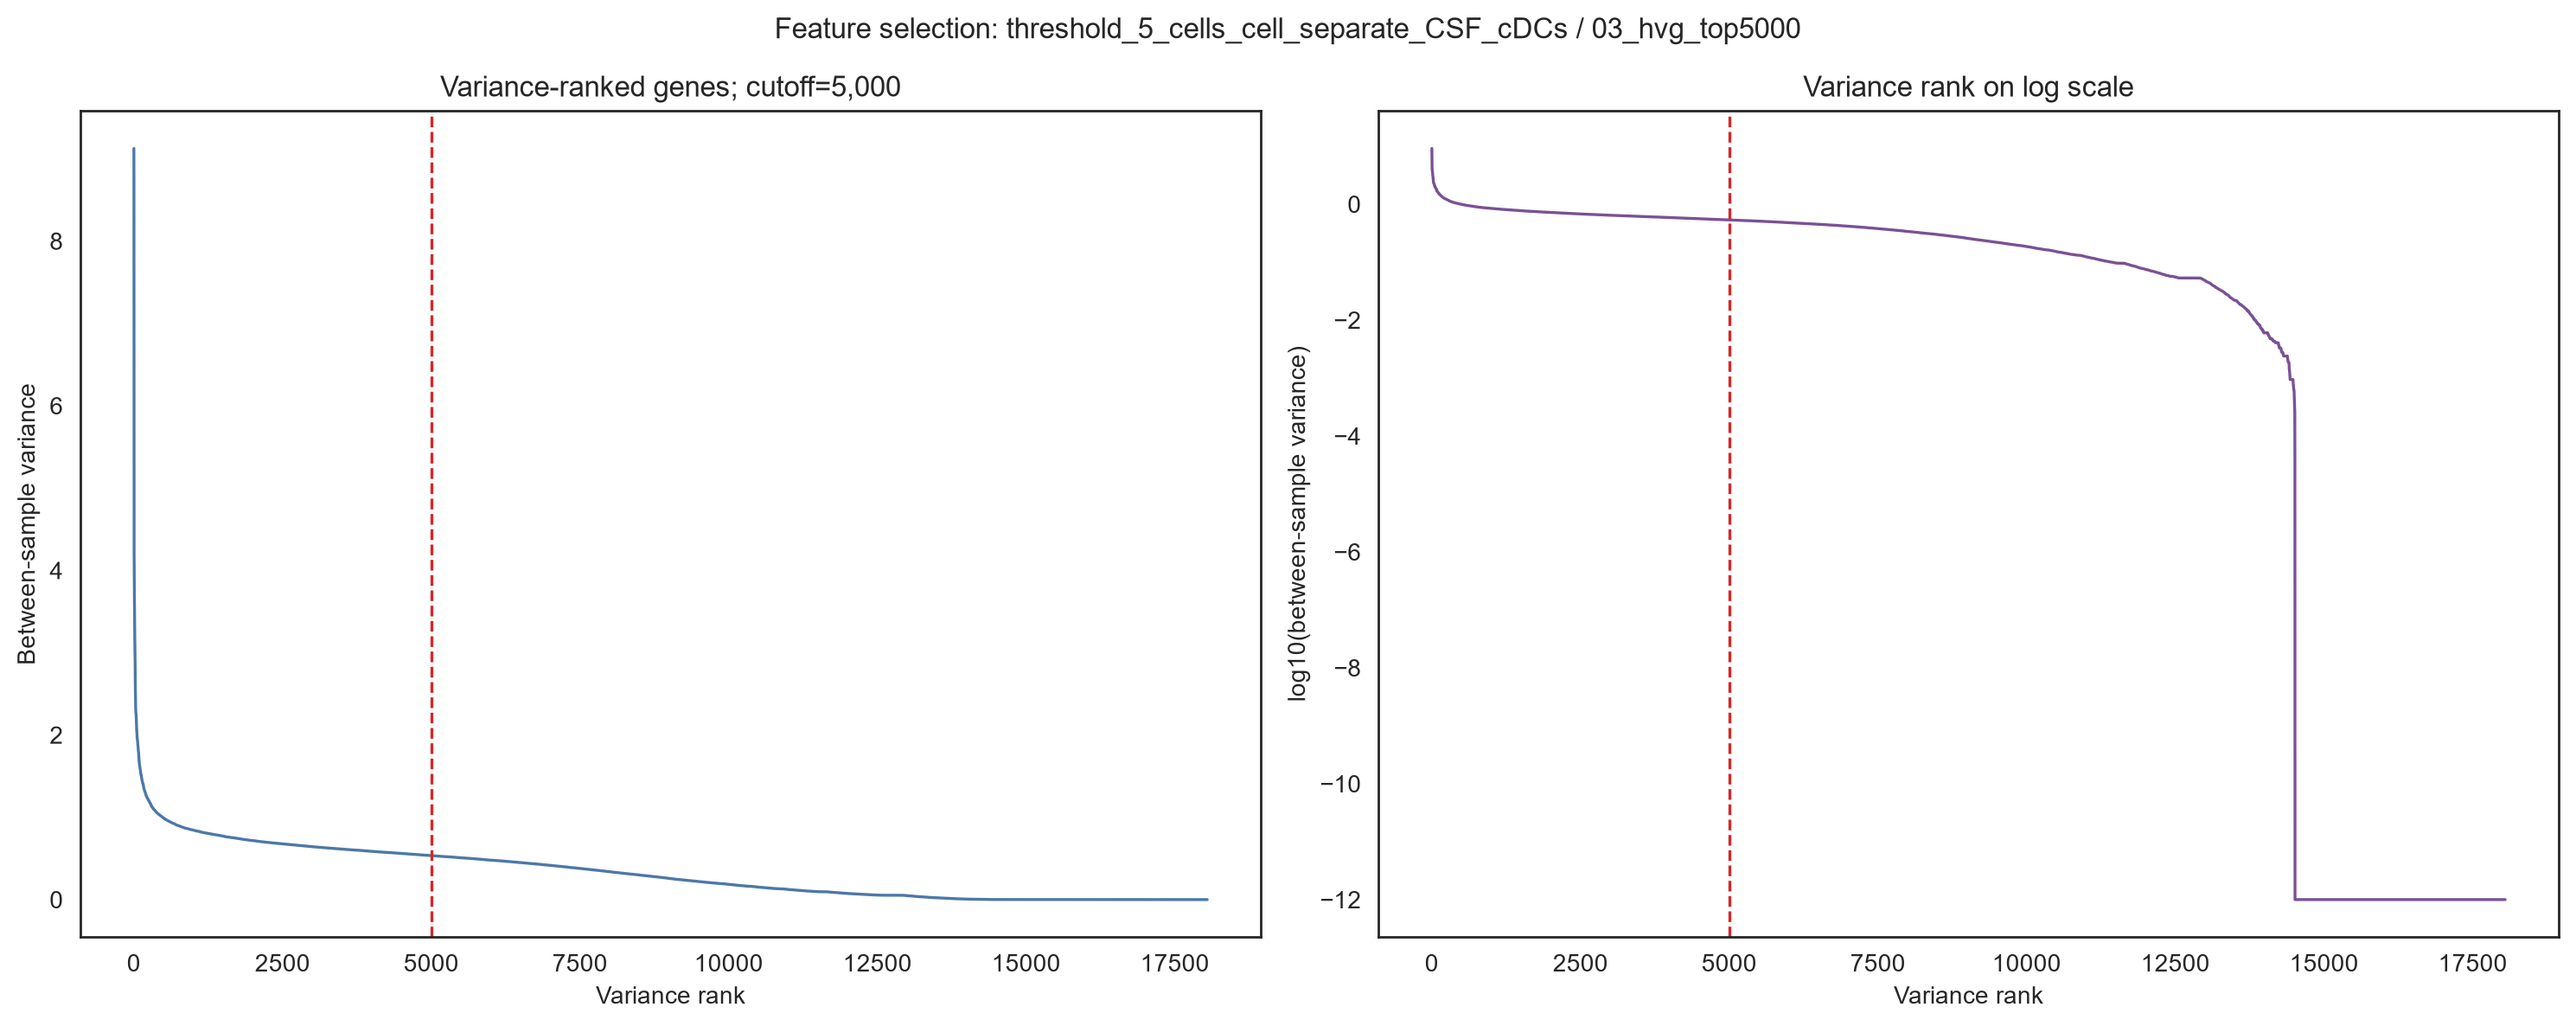 Feature selection: threshold_5_cells_cell_separate_CSF_cDCs / 03_hvg_top5000
Variance-ranked genes; cutoff=5,000
Between-sample variance
8
6
4
2
0
0 2500 5000 7500 10000 12500 15000 17500
Variance rank
Variance rank on log scale
log10(between-sample variance)
0
−2
−4
−6
−8
−10
−12
0 2500 5000 7500 10000 12500 15000 17500
Variance rank